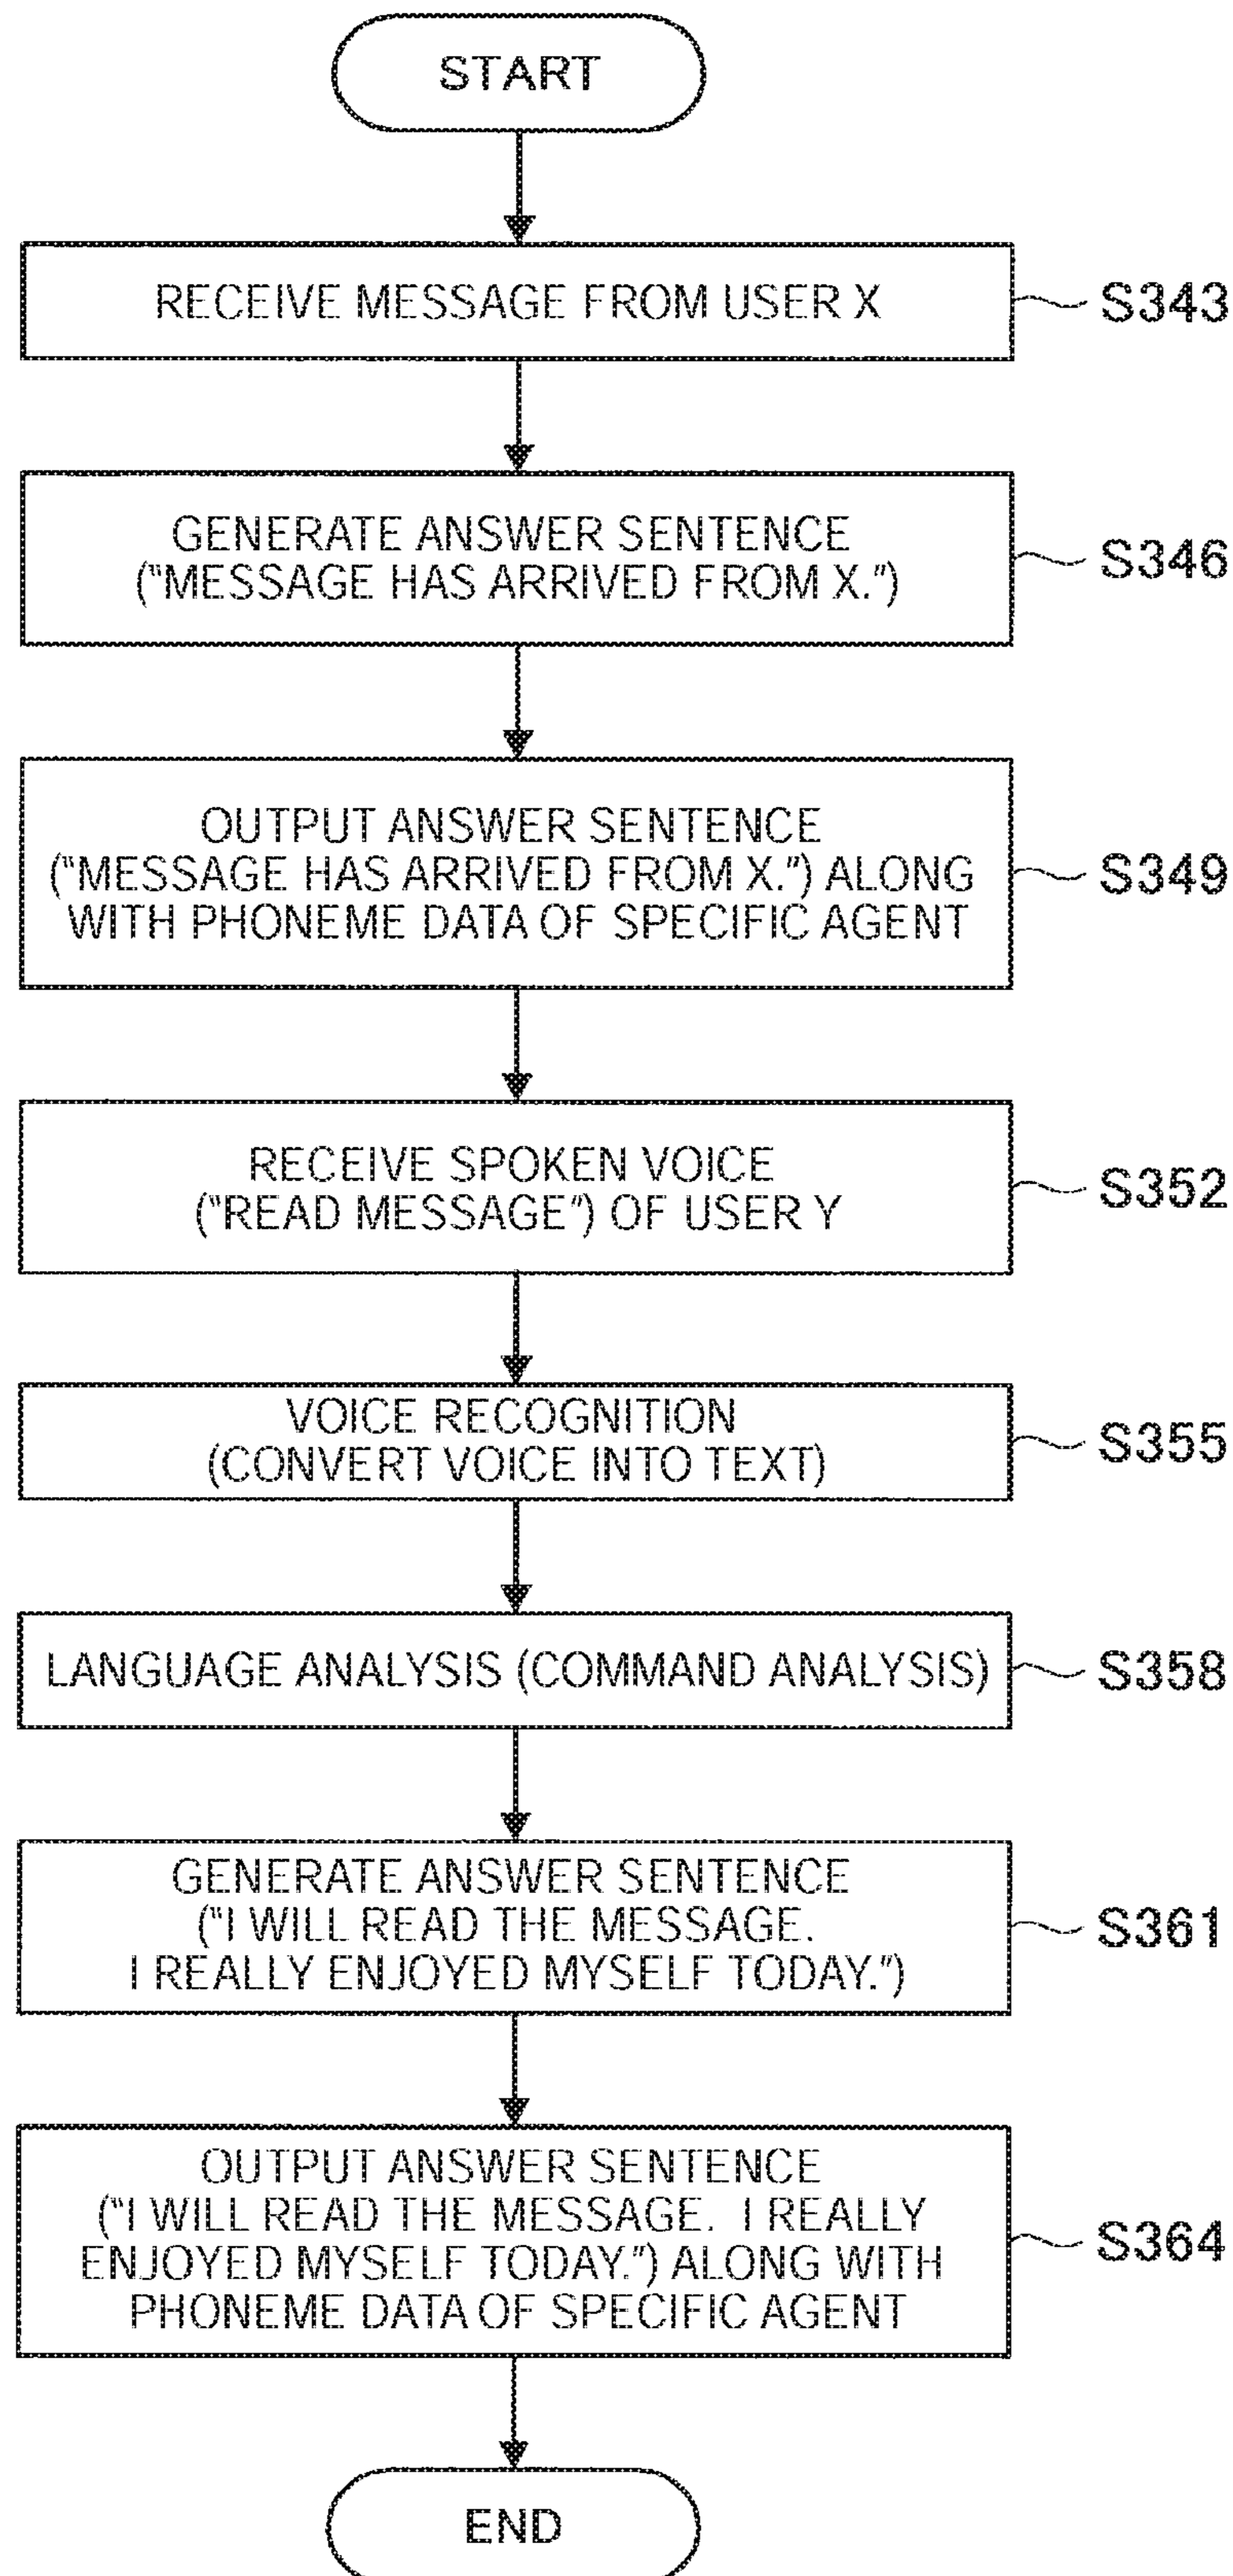 START
RECEIVE MESSAGE FROM USER X
S343
GENERATE ANSWER SENTENCE
("MESSAGE HAS ARRIVED FROM X.")
S346
OUTPUT ANSWER SENTENCE
("MESSAGE HAS ARRIVED FROM X.") ALONG
WITH PHONEME DATA OF SPECIFIC AGENT
S349
RECEIVE SPOKEN VOICE
("READ MESSAGE") OF USER Y
S352
VOICE RECOGNITION
(CONVERT VOICE INTO TEXT)
S355
LANGUAGE ANALYSIS (COMMAND ANALYSIS)
S358
GENERATE ANSWER SENTENCE
("I WILL READ THE MESSAGE.
I REALLY ENJOYED MYSELF TODAY.")
S361
OUTPUT ANSWER SENTENCE
("I WILL READ THE MESSAGE. I REALLY
ENJOYED MYSELF TODAY.") ALONG WITH
PHONEME DATA OF SPECIFIC AGENT
S364
END